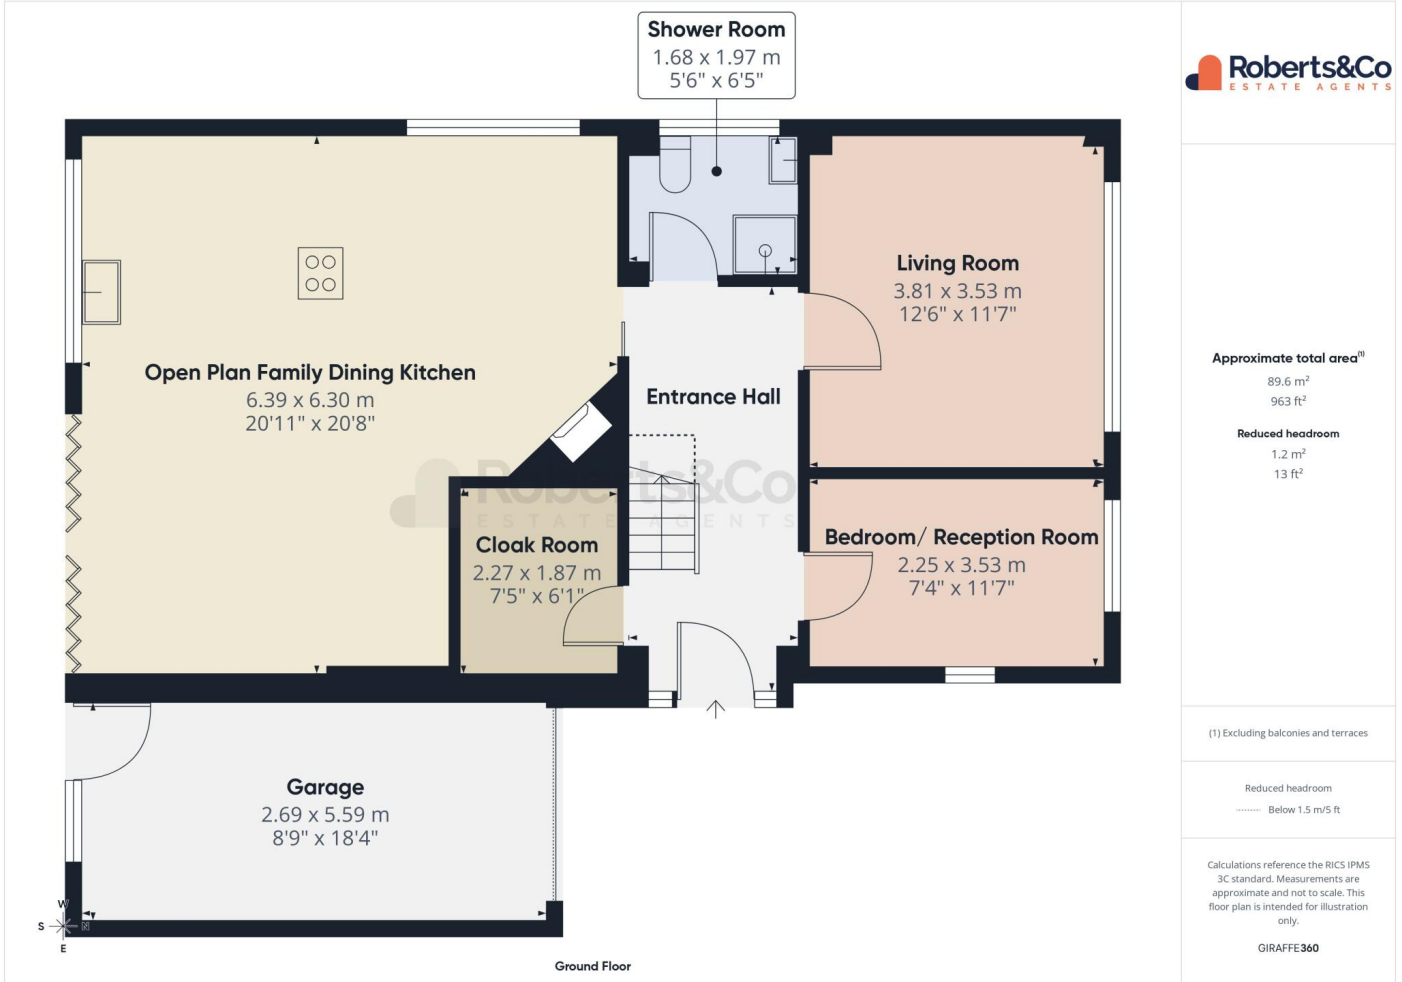 Shower Room
1.68 x 1.97 m
5'6" x 6'5"
Roberts&Co
ESTATE AGENTS
Living Room
3.81 x 3.53 m
12'6" x 11'7"
Open Plan Family Dining Kitchen
6.39 x 6.30 m
20'11" x 20'8"
Entrance Hall
Roberts&Co
ESTATE AGENTS
Cloak Room
2.27 x 1.87 m
7'5" x 6'1"
Bedroom/ Reception Room
2.25 x 3.53 m
7'4" x 11'7"
Garage
2.69 x 5.59 m
8'9" x 18'4"
W
S
N
E
Ground Floor
Approximate total area(1)
89.6 m²
963 ft²
Reduced headroom
1.2 m²
13 ft²
(1) Excluding balconies and terraces
Reduced headroom
Below 1.5 m/5 ft
Calculations reference the RICS IPMS
3C standard. Measurements are
approximate and not to scale. This
floor plan is intended for illustration
only.
GIRAFFE360